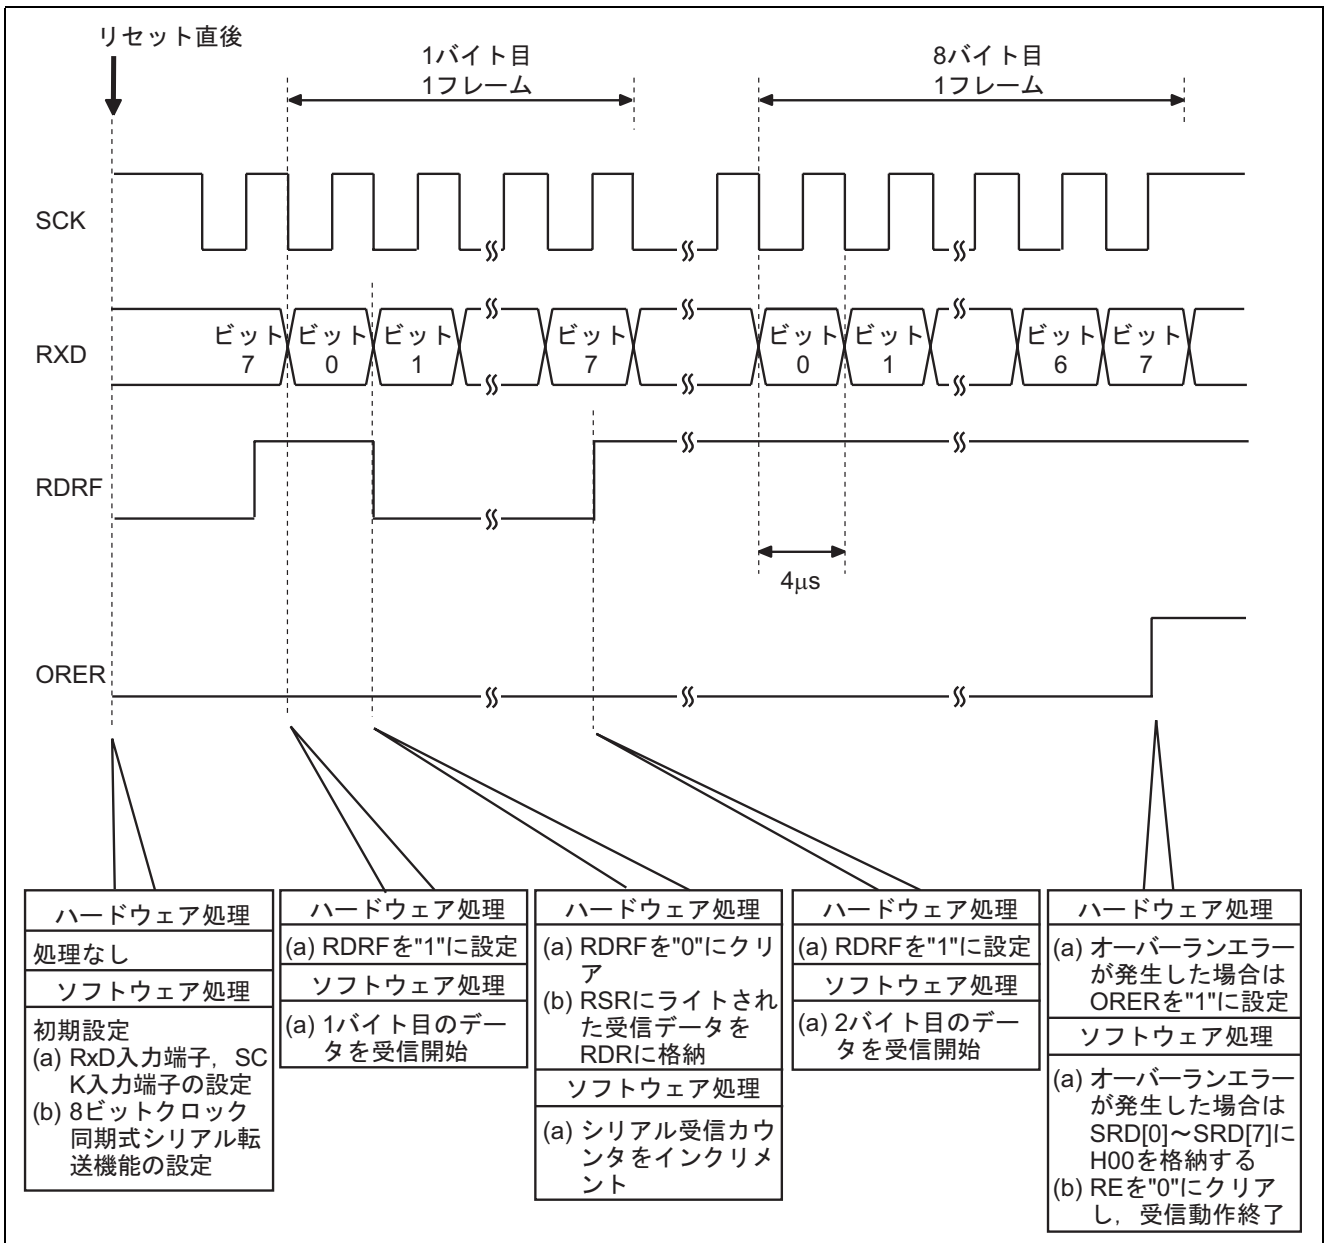 リセット直後
1バイト目
1フレーム
8バイト目
1フレーム
SCK
RXD
ビット
7
ビット
0
ビット
1
ビット
7
ビット
0
ビット
1
ビット
6
ビット
7
RDRF
4μs
ORER
ハードウェア処理
処理なし
ソフトウェア処理
初期設定
(a) RxD入力端子，SC
K入力端子の設定
(b) 8ビットクロック
同期式シリアル転
送機能の設定
ハードウェア処理
(a) RDRFを"1"に設定
ソフトウェア処理
(a) 1バイト目のデー
タを受信開始
ハードウェア処理
(a) RDRFを"0"にクリ
ア
(b) RSRにライトされ
た受信データを
RDRに格納
ソフトウェア処理
(a) シリアル受信カウ
ンタをインクリメ
ント
ハードウェア処理
(a) RDRFを"1"に設定
ソフトウェア処理
(a) 2バイト目のデー
タを受信開始
ハードウェア処理
(a) オーバーランエラー
が発生した場合は
ORERを"1"に設定
ソフトウェア処理
(a) オーバーランエラー
が発生した場合は
SRD[0]～SRD[7]に
H00を格納する
(b) REを"0"にクリア
し，受信動作終了